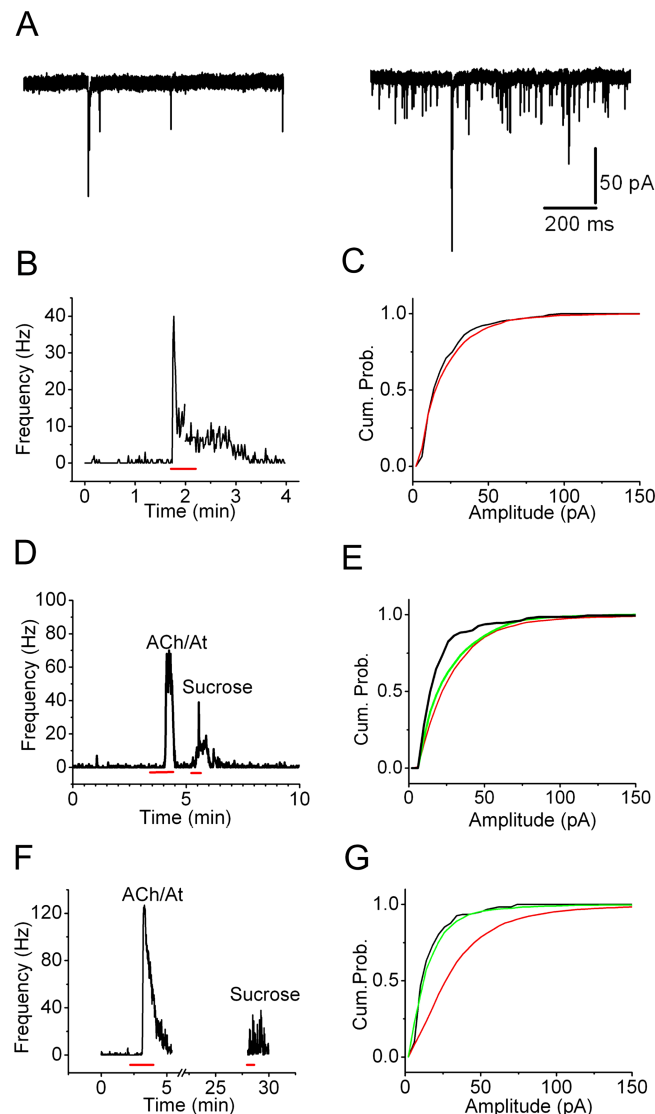 A
50 pA
200 ms
B
C
Frequency (Hz)
40
30
20
10
0
0 1 2 3 4
Time (min)
Cum. Prob.
1.0
0.5
0.0
0 50 100 150
Amplitude (pA)
D
E
Frequency (Hz)
100
80
60
40
20
0
ACh/At
Sucrose
0 5 10
Time (min)
Cum. Prob.
1.0
0.5
0.0
0 50 100 150
Amplitude (pA)
F
G
Frequency (Hz)
120
80
40
0
ACh/At
Sucrose
0 5 25 30
Time (min)
Cum.Prob.
1.0
0.5
0.0
0 50 100 150
Amplitude (pA)